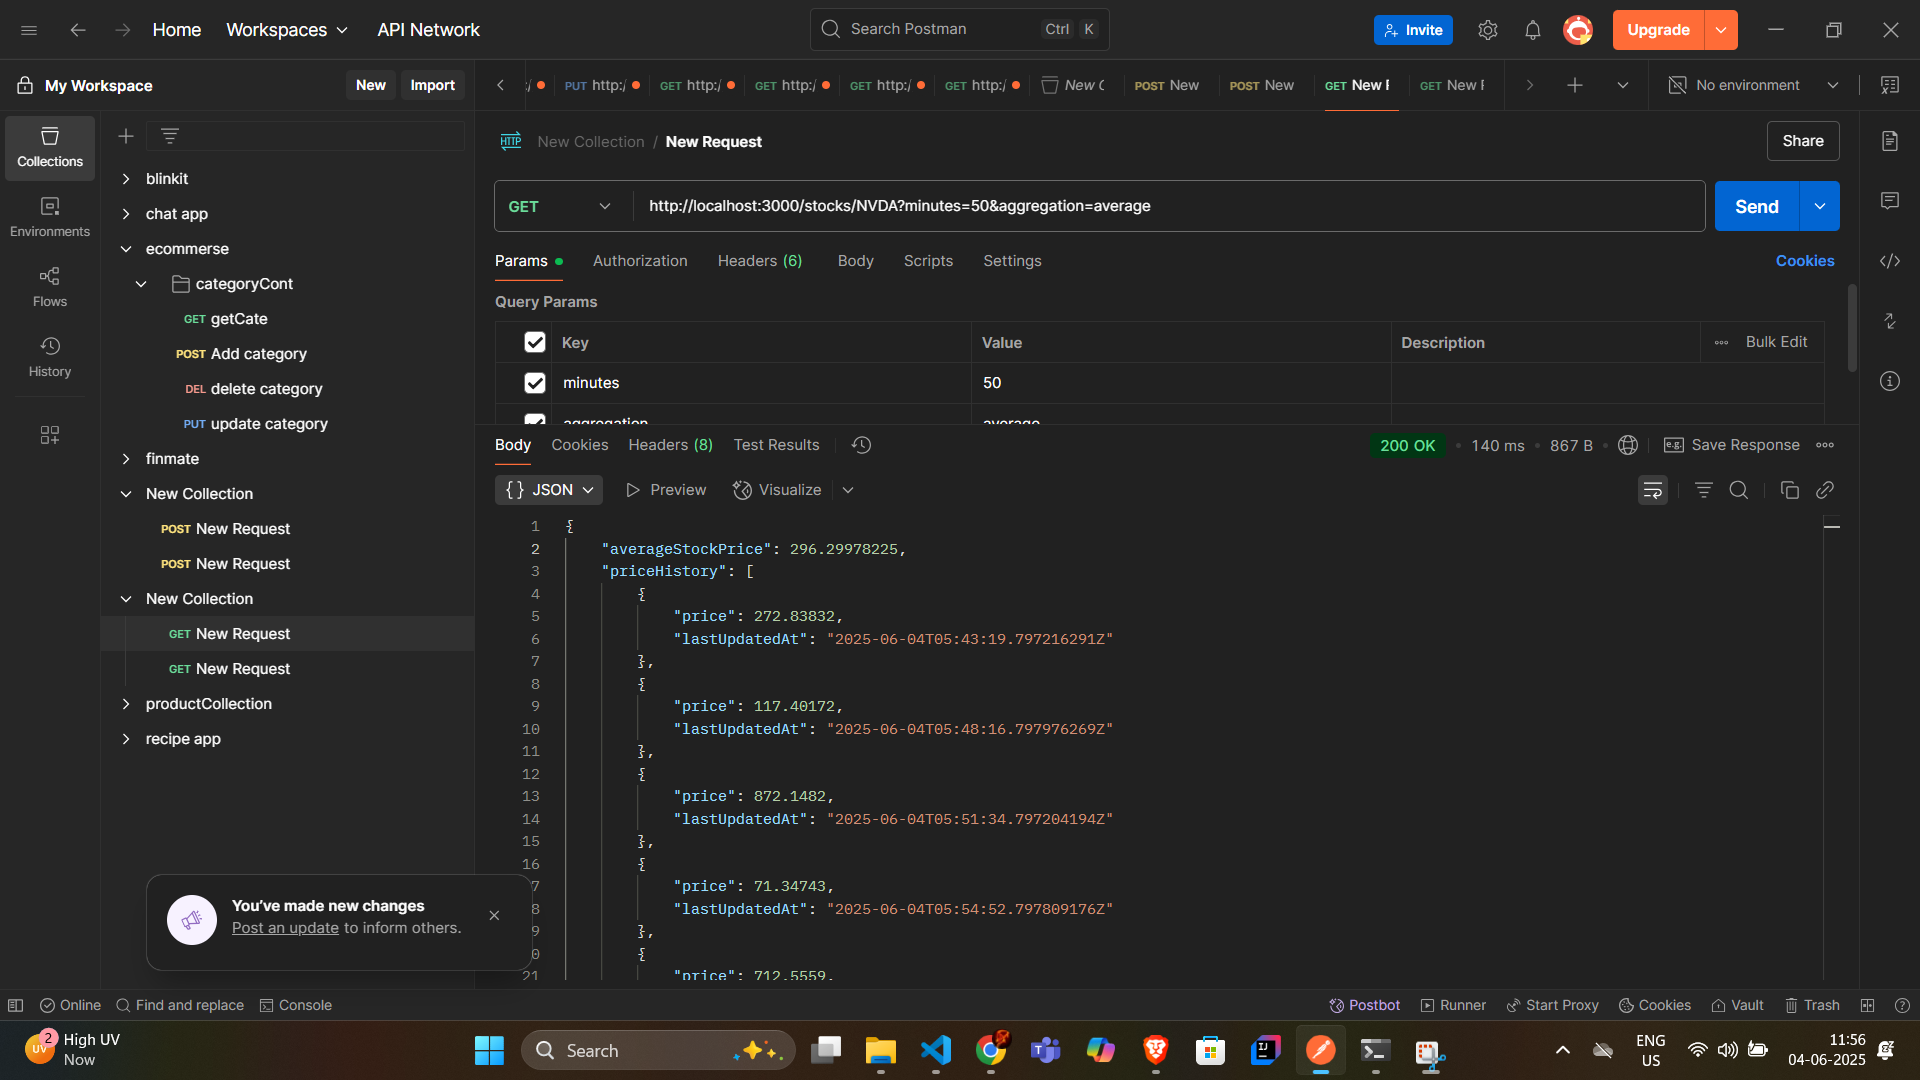 Home Workspaces API Network Search Postman Ctrl K Invite Upgrade
My Workspace New Import
PUT http:/ GET http:/ GET http:/ GET http:/ GET http:/ New C POST New POST New GET New F GET New F No environment
Collections
Environments
Flows
History
blinkit
chat app
ecommerse
categoryCont
GET getCate
POST Add category
DEL delete category
PUT update category
finmate
New Collection
POST New Request
POST New Request
New Collection
GET New Request
GET New Request
productCollection
recipe app
You've made new changes
Post an update to inform others.
HTTP New Collection / New Request Share
GET http://localhost:3000/stocks/NVDA?minutes=50&aggregation=average Send
Params Authorization Headers (6) Body Scripts Settings Cookies
Query Params
Key Value Description Bulk Edit
minutes 50
aggregation average
Body Cookies Headers (8) Test Results 200 OK 140 ms 867 B e.g. Save Response
{} JSON Preview Visualize
1 {
2 "averageStockPrice": 296.29978225,
3 "priceHistory": [
4 {
5 "price": 272.83832,
6 "lastUpdatedAt": "2025-06-04T05:43:19.797216291Z"
7 },
8 {
9 "price": 117.40172,
10 "lastUpdatedAt": "2025-06-04T05:48:16.797976269Z"
11 },
12 {
13 "price": 872.1482,
14 "lastUpdatedAt": "2025-06-04T05:51:34.797204194Z"
15 },
16 {
7 "price": 71.34743,
8 "lastUpdatedAt": "2025-06-04T05:54:52.797809176Z"
9 },
0 {
21 "price": 712.5559,
Online Find and replace Console Postbot Runner Start Proxy Cookies Vault Trash
UV 2 High UV
Now
Search
ENG
US
11:56
04-06-2025